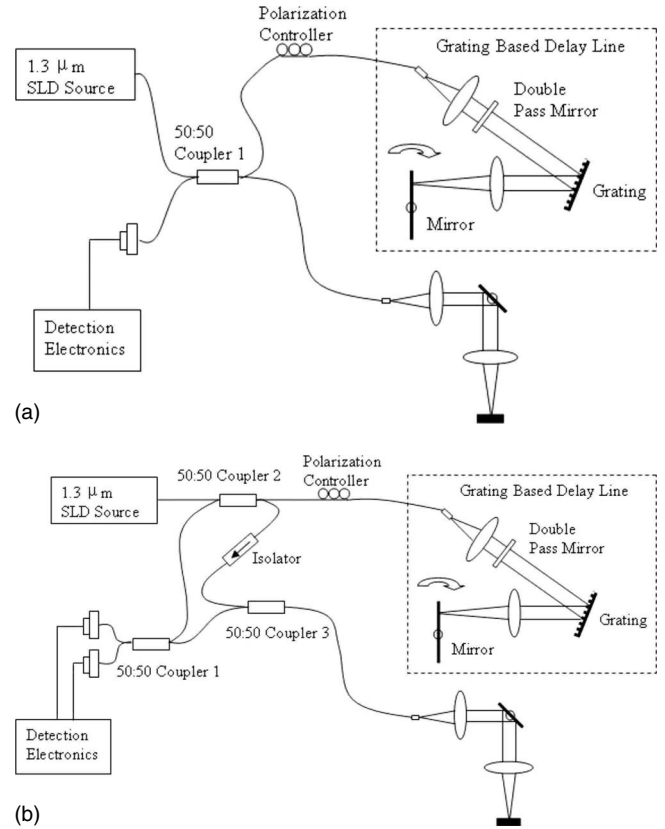 Polarization
Controller
Grating Based Delay Line
1.3 μm
SLD Source
Double
Pass Mirror
50:50
Coupler 1
Grating
Mirror
Detection
Electronics
(a)
50:50 Coupler 2
Polarization
Controller
1.3 μm
SLD Source
Grating Based Delay Line
Double
Pass Mirror
Isolator
50:50 Coupler 3
Grating
50:50 Coupler 1
Mirror
Detection
Electronics
(b)